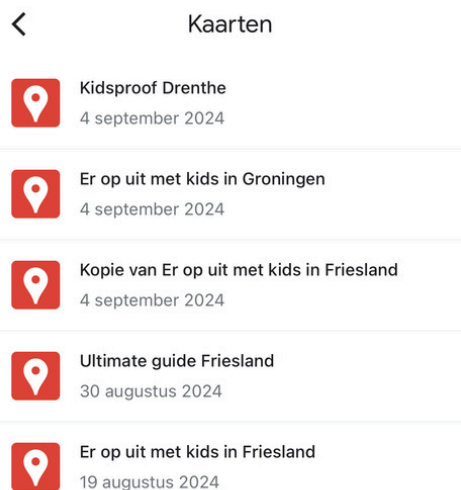 Kaarten
Kidsproof Drenthe
4 september 2024
Er op uit met kids in Groningen
4 september 2024
Kopie van Er op uit met kids in Friesland
4 september 2024
Ultimate guide Friesland
30 augustus 2024
Er op uit met kids in Friesland
19 augustus 2024